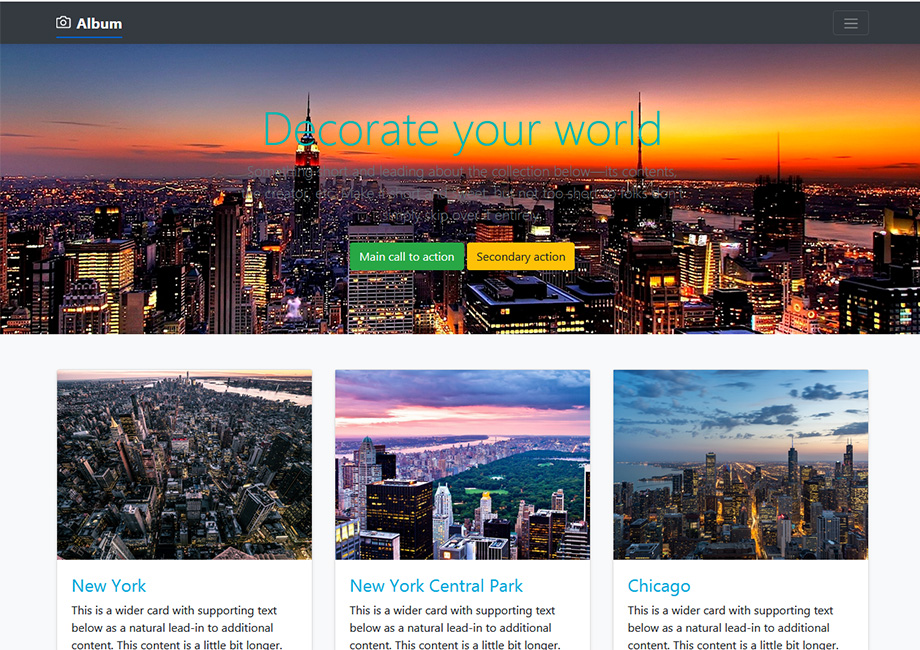 Album
Decorate your world
Something short and leading about the collection below—its contents,
the creator, etc. Make it short and sweet, but not too short so folks don't
simply skip over it entirely.
Main call to action
Secondary action
New York
This is a wider card with supporting text
below as a natural lead-in to additional
content. This content is a little bit longer.
New York Central Park
This is a wider card with supporting text
below as a natural lead-in to additional
content. This content is a little bit longer.
Chicago
This is a wider card with supporting text
below as a natural lead-in to additional
content. This content is a little bit longer.